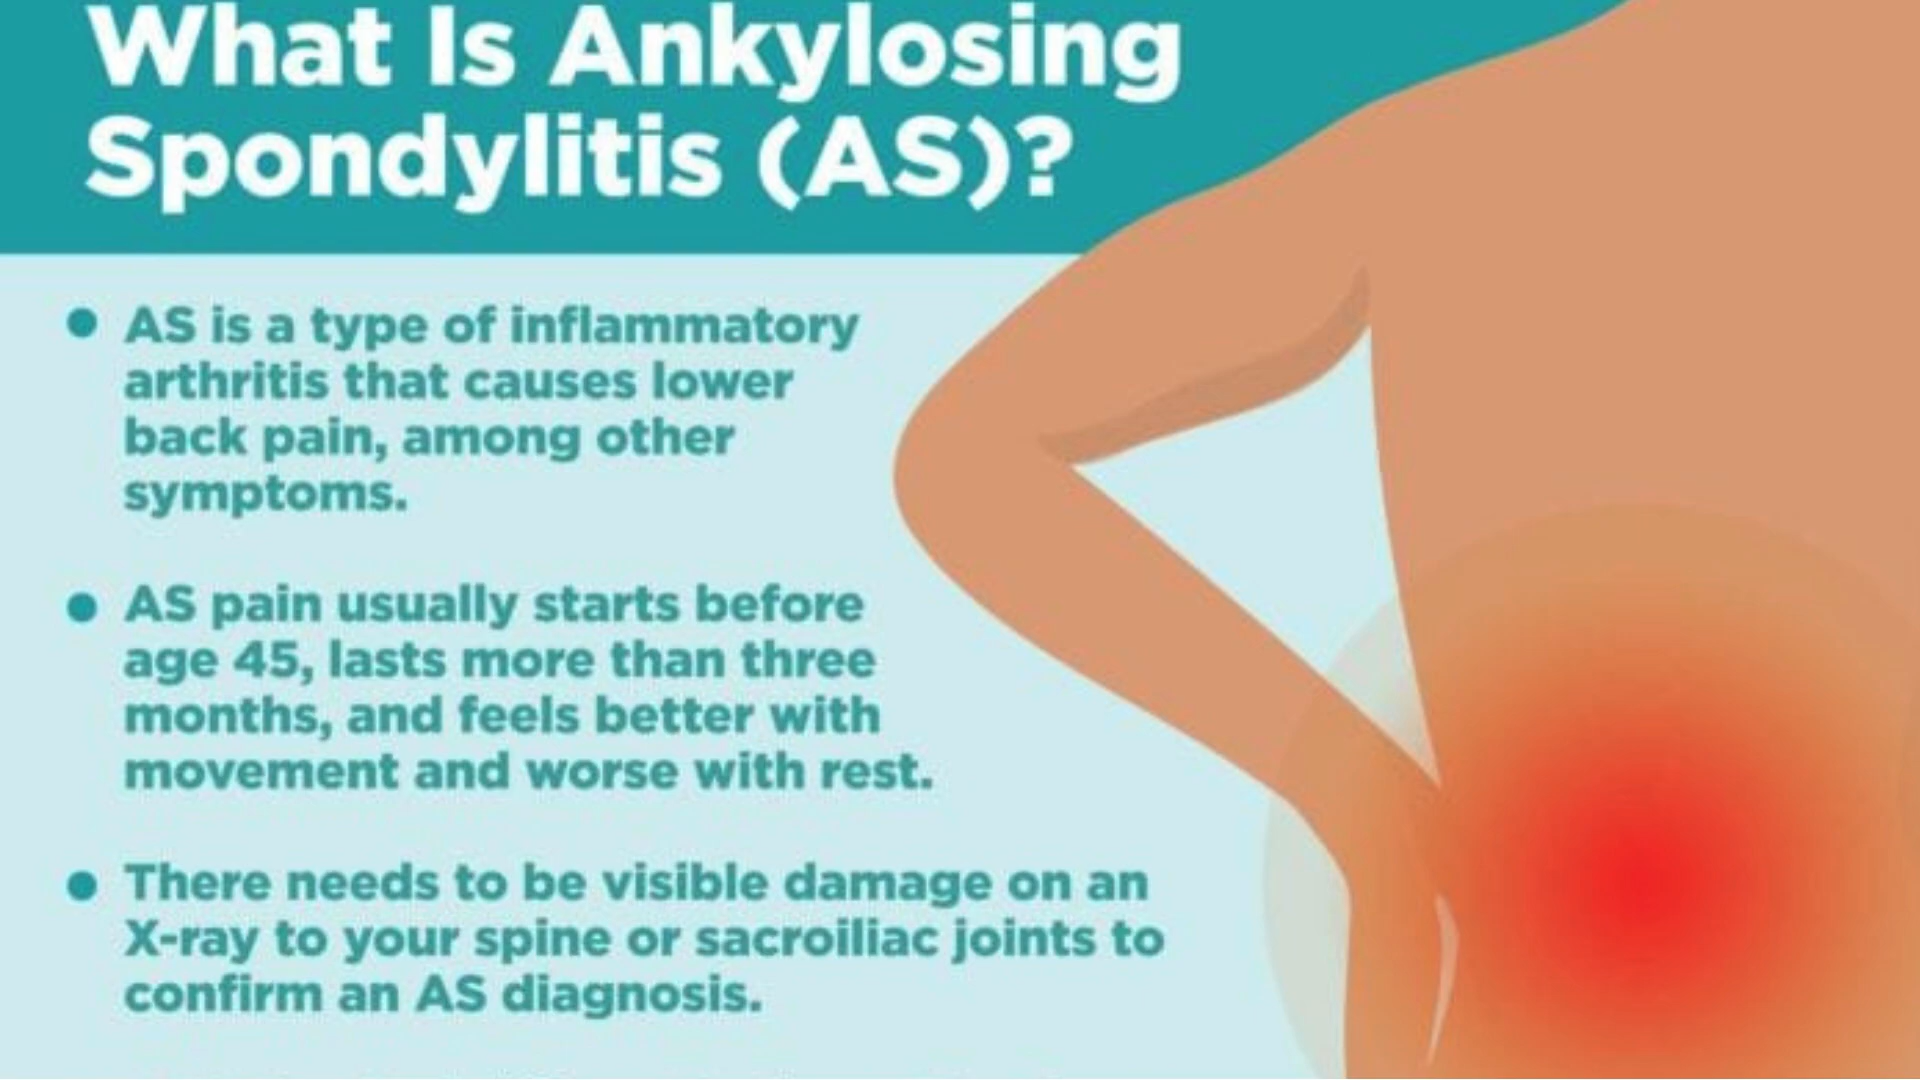 What Is Ankylosing
Spondylitis (AS)?
AS is a type of inflammatory
arthritis that causes lower
back pain, among other
symptoms.
AS pain usually starts before
age 45, lasts more than three
months, and feels better with
movement and worse with rest.
There needs to be visible damage on an
X-ray to your spine or sacroiliac joints to
confirm an AS diagnosis.